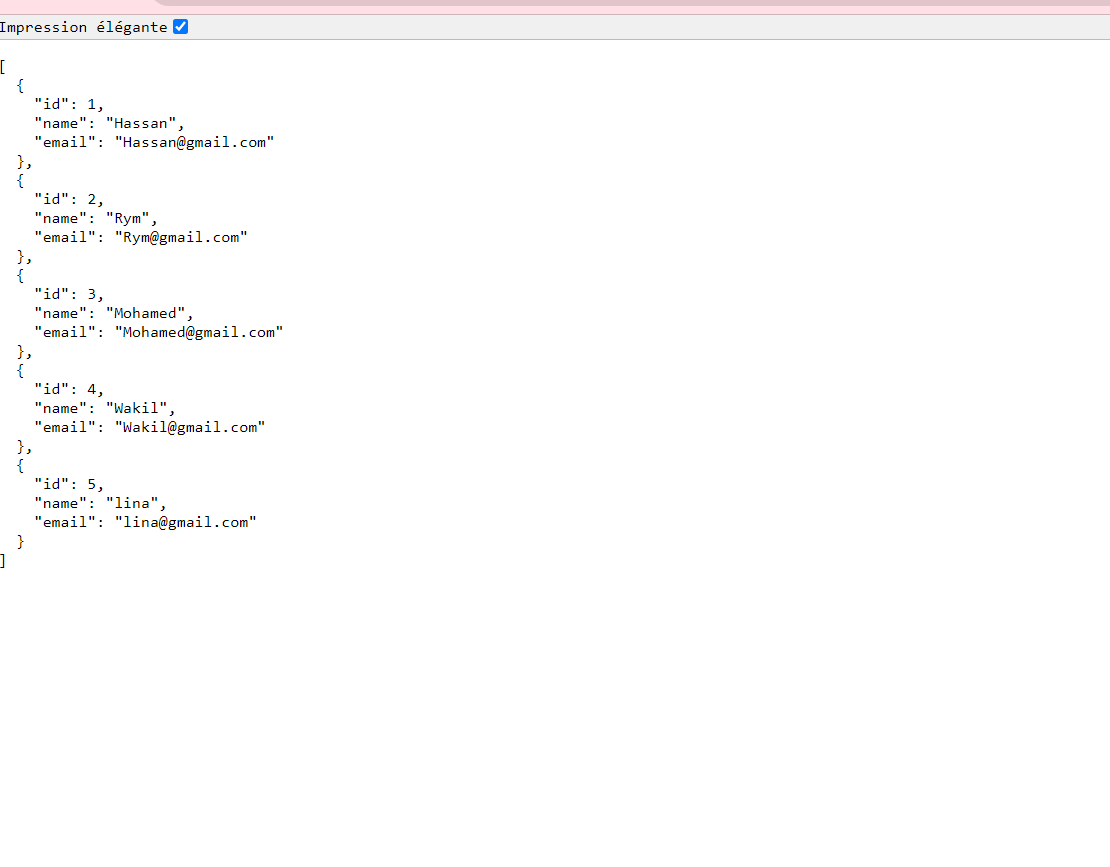 Impression élégante
[
  {
    "id": 1,
    "name": "Hassan",
    "email": "Hassan@gmail.com"
  },
  {
    "id": 2,
    "name": "Rym",
    "email": "Rym@gmail.com"
  },
  {
    "id": 3,
    "name": "Mohamed",
    "email": "Mohamed@gmail.com"
  },
  {
    "id": 4,
    "name": "Wakil",
    "email": "Wakil@gmail.com"
  },
  {
    "id": 5,
    "name": "lina",
    "email": "lina@gmail.com"
  }
]